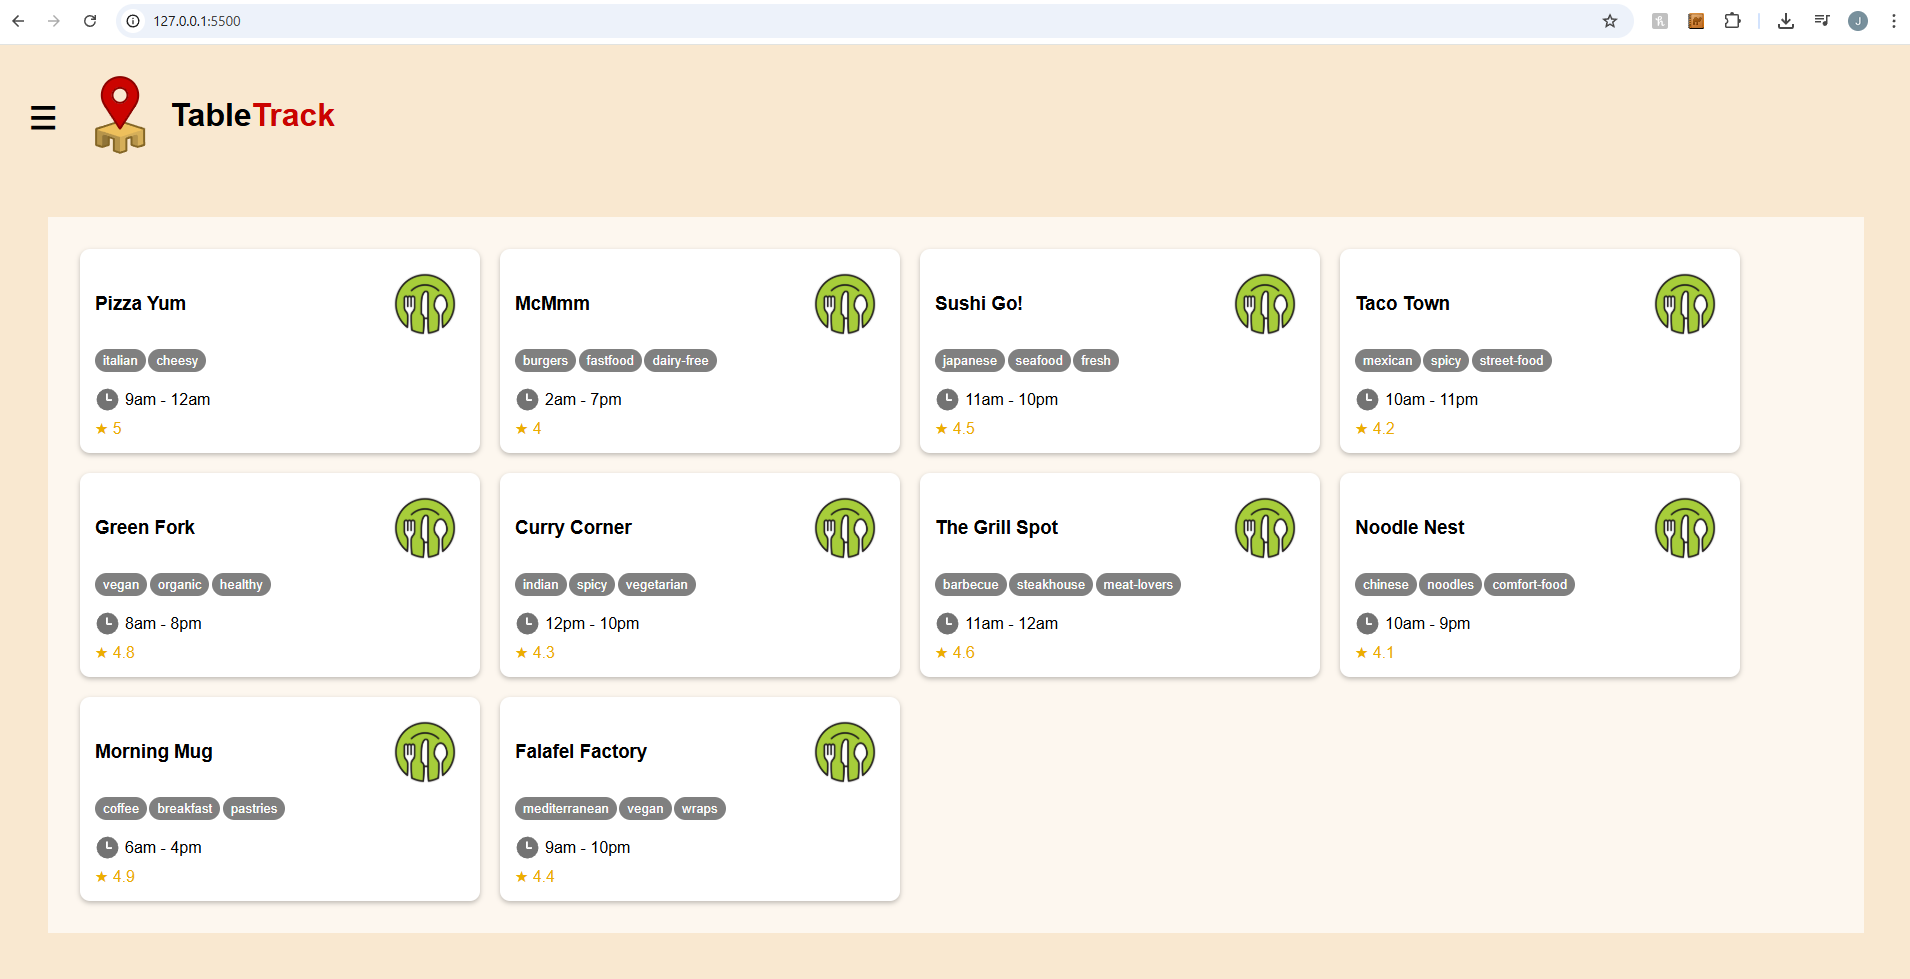 127.0.0.1:5500
J
TableTrack
Pizza Yum
italian cheesy
9am - 12am
★ 5
McMmm
burgers fastfood dairy-free
2am - 7pm
★ 4
Sushi Go!
japanese seafood fresh
11am - 10pm
★ 4.5
Taco Town
mexican spicy street-food
10am - 11pm
★ 4.2
Green Fork
vegan organic healthy
8am - 8pm
★ 4.8
Curry Corner
indian spicy vegetarian
12pm - 10pm
★ 4.3
The Grill Spot
barbecue steakhouse meat-lovers
11am - 12am
★ 4.6
Noodle Nest
chinese noodles comfort-food
10am - 9pm
★ 4.1
Morning Mug
coffee breakfast pastries
6am - 4pm
★ 4.9
Falafel Factory
mediterranean vegan wraps
9am - 10pm
★ 4.4